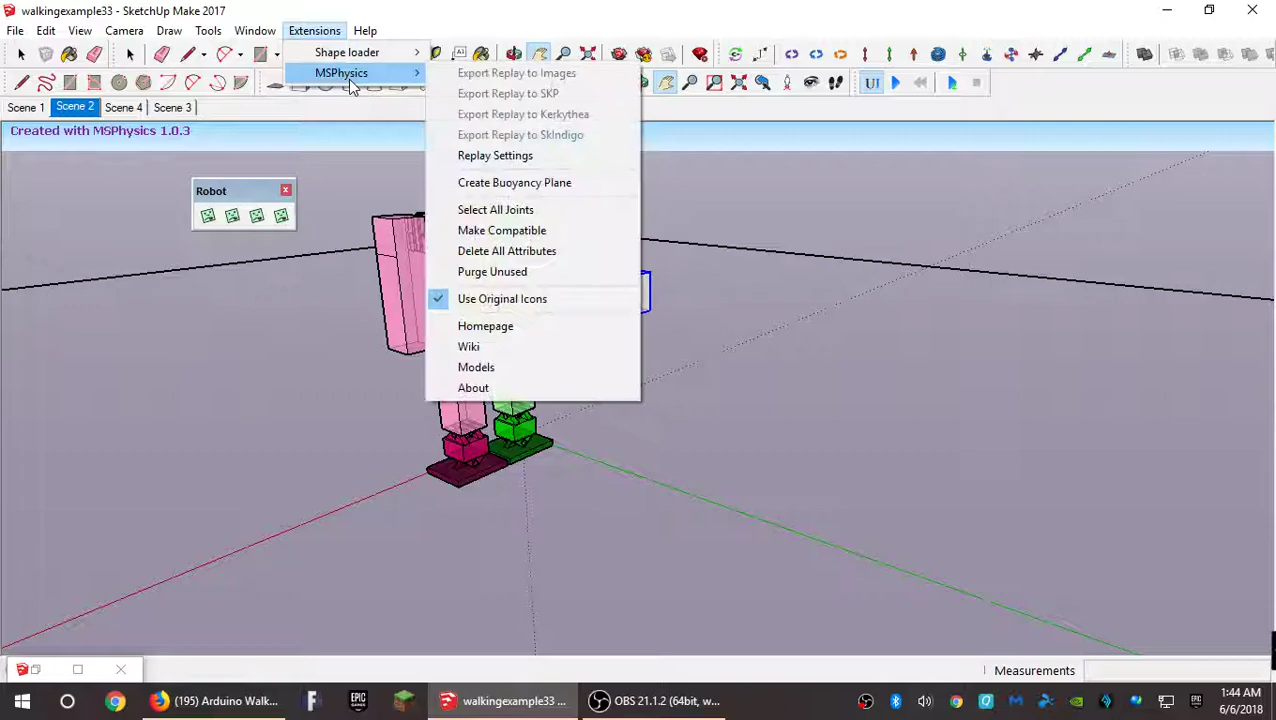 walkingexample33 - SketchUp Make 2017
File Edit View Camera Draw Tools Window Extensions Help
Shape loader
MSPhysics
UI
Scene 1 Scene 2 Scene 4 Scene 3
Created with MSPhysics 1.0.3
Robot
Export Replay to Images
Export Replay to SKP
Export Replay to Kerkythea
Export Replay to SkIndigo
Replay Settings
Create Buoyancy Plane
Select All Joints
Make Compatible
Delete All Attributes
Purge Unused
Use Original Icons
Homepage
Wiki
Models
About
Measurements
(195) Arduino Walk...
walkingexample33 ...
OBS 21.1.2 (64bit, w...
1:44 AM
6/6/2018